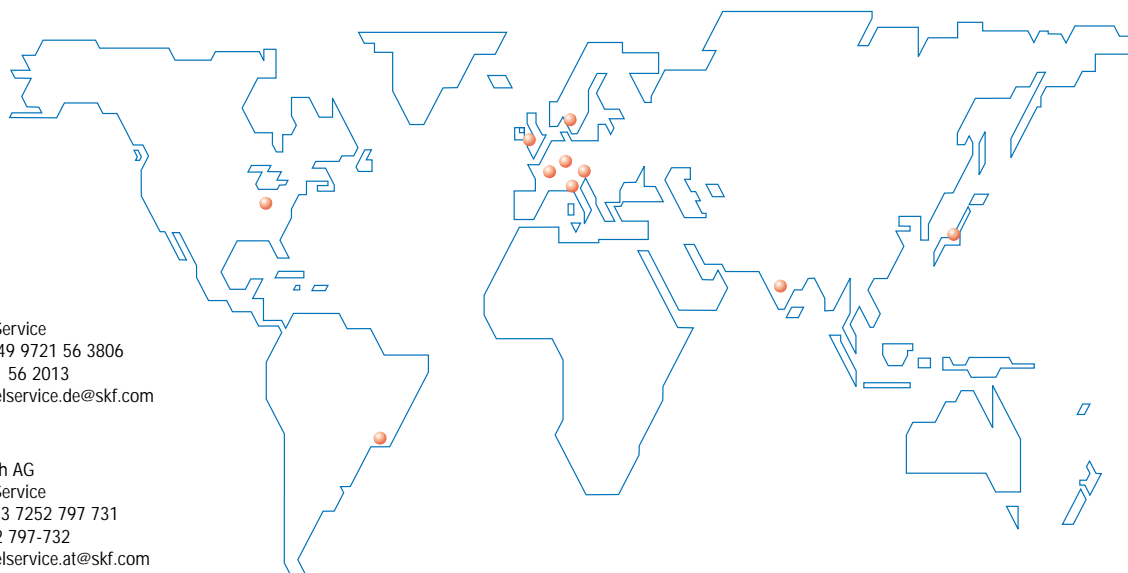 Service
49 9721 56 3806
56 2013
elservice.de@skf.com
h AG
Service
3 7252 797 731
2 797-732
elservice.at@skf.com